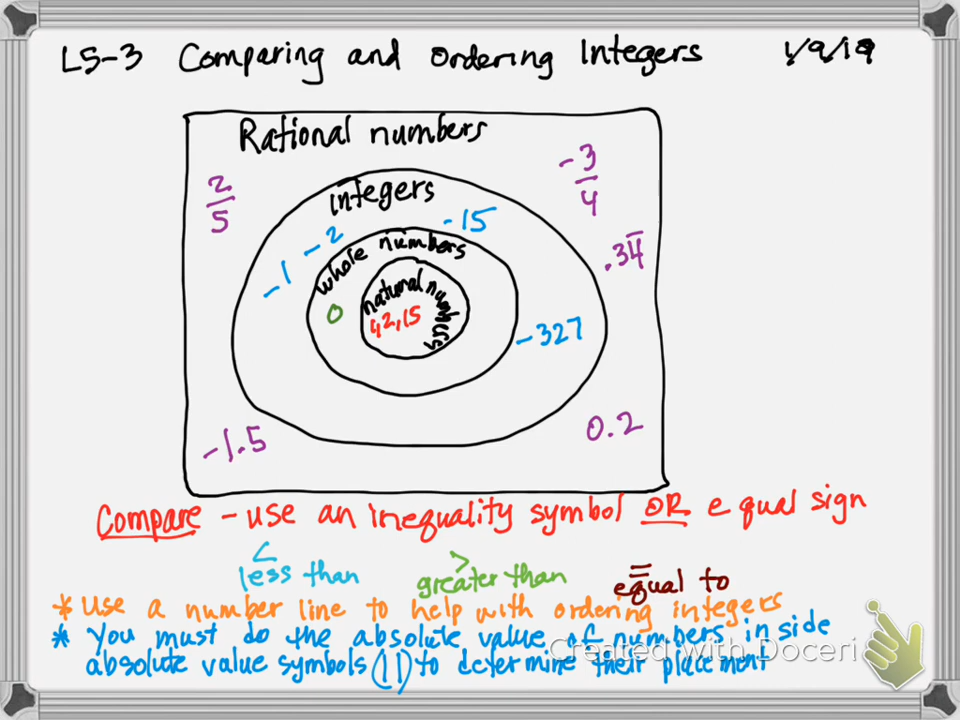 L5-3 Comparing and Ordering Integers 1/9/19
Rational numbers
2/5
-3/4
integers
-15
-2
whole numbers
.34̅
-1
natural numbers
0
42, 15
-327
-1.5
0.2
Compare - use an inequality symbol OR equal sign
< > =
less than greater than equal to
* Use a number line to help with ordering integers
* You must do the absolute value of numbers inside
absolute value symbols (||) to determine their placement
Created with Doceri